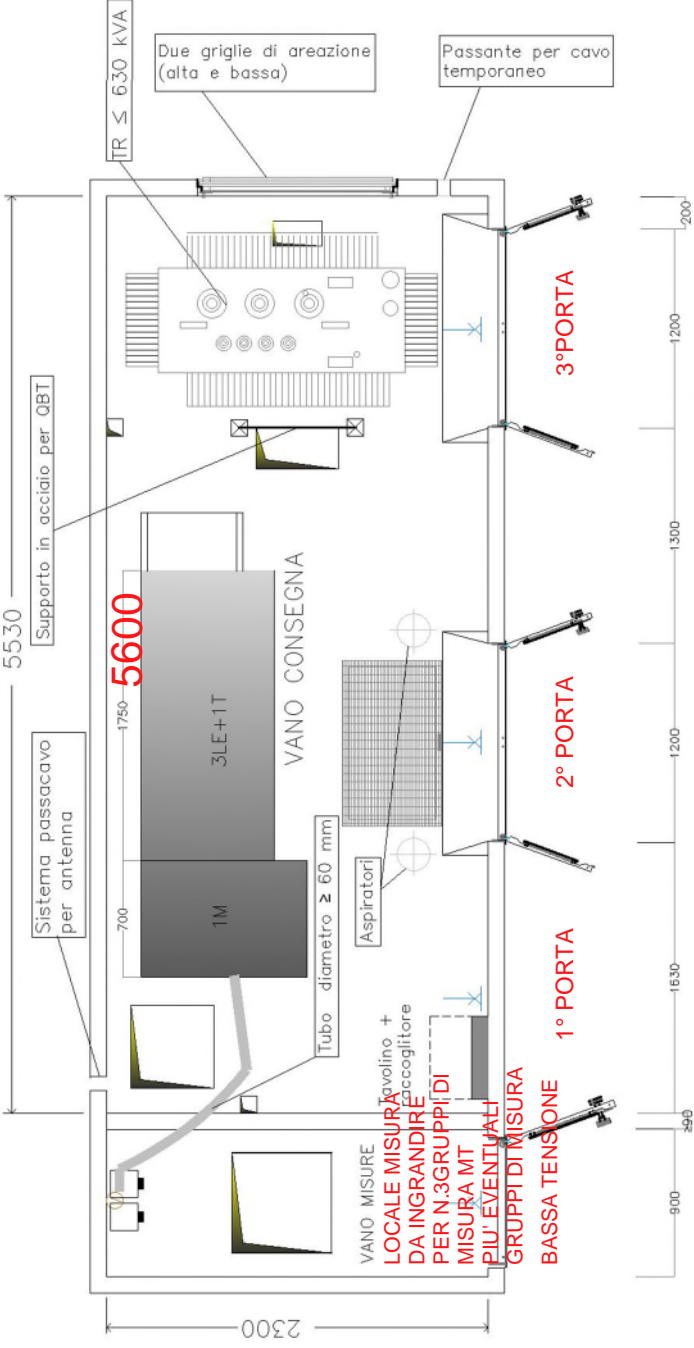 5530
Sistema passacavo
per antenna
Supporto in acciaio per QBT
TR ≤ 630 kVA
Due griglie di areazione
(alta e bassa)
Passante per cavo
temporaneo
700
1750
5600
1M
3LE+1T
VANO CONSEGNA
Tubo diametro ≥ 60 mm
Aspiratori
Tavolino +
raccoglitore
VANO MISURE
LOCALE MISURA
DA INGRANDIRE
PER N.3GRUPPI DI
MISURA MT
PIU' EVENTUALI
GRUPPI DI MISURA
BASSA TENSIONE
1° PORTA
2° PORTA
3°PORTA
2300
900
290
1630
1200
1300
1200
200